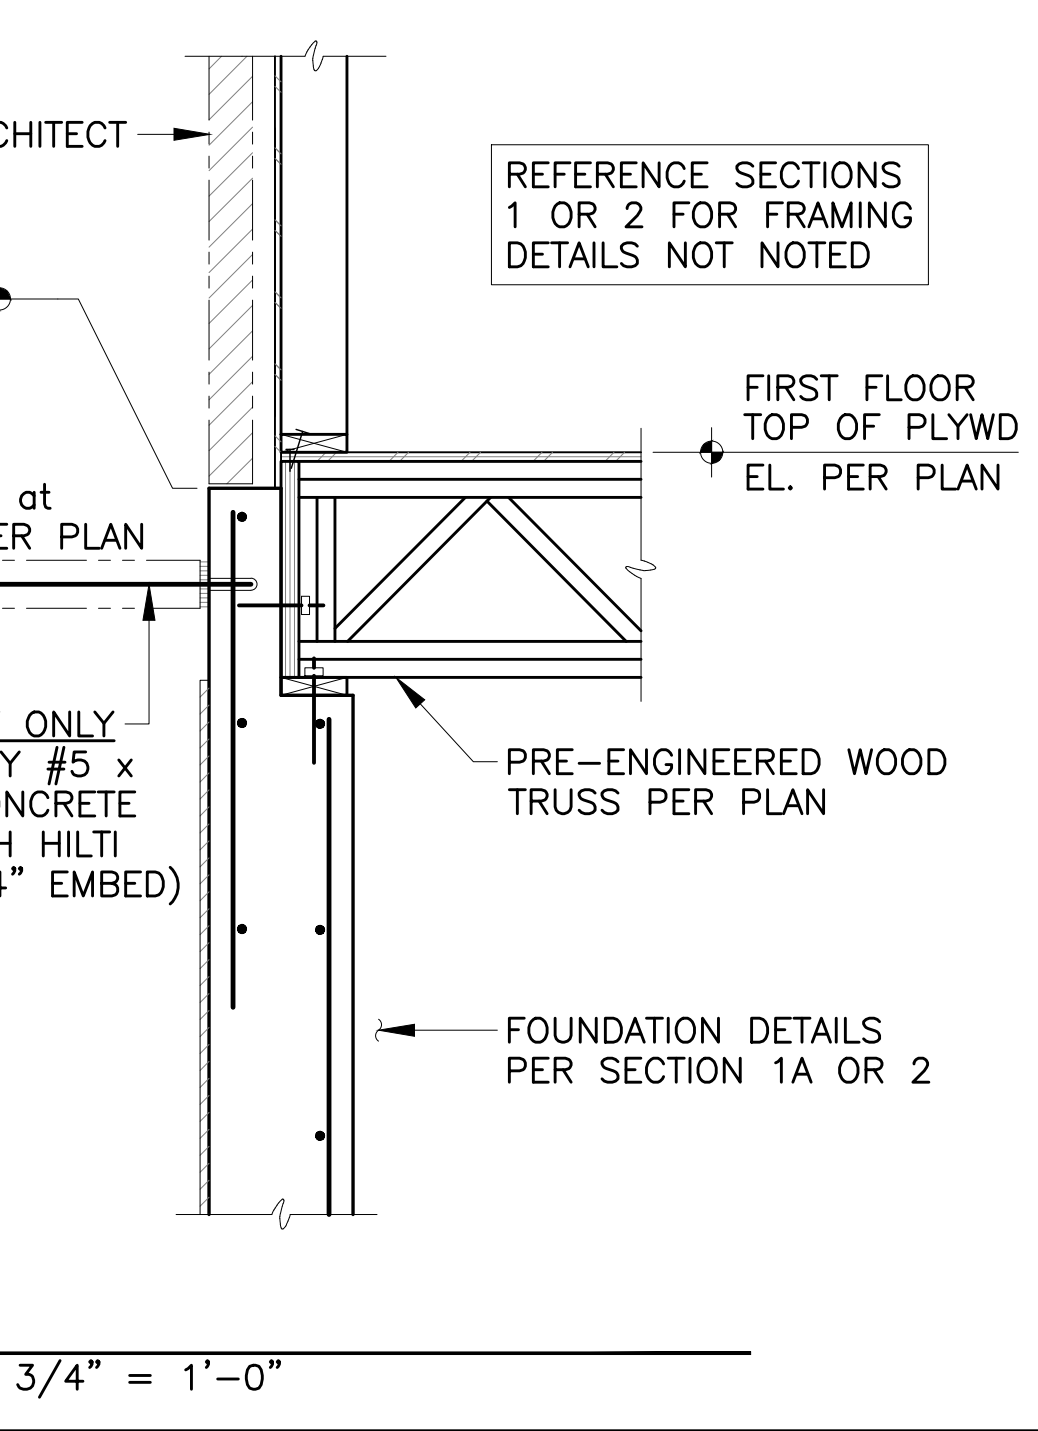 CHITECT
REFERENCE SECTIONS
1 OR 2 FOR FRAMING
DETAILS NOT NOTED
FIRST FLOOR
TOP OF PLYWD
EL. PER PLAN
at
ER PLAN
ONLY
Y #5 x
ONCRETE
H HILTI
4" EMBED)
PRE-ENGINEERED WOOD
TRUSS PER PLAN
FOUNDATION DETAILS
PER SECTION 1A OR 2
3/4" = 1'-0"